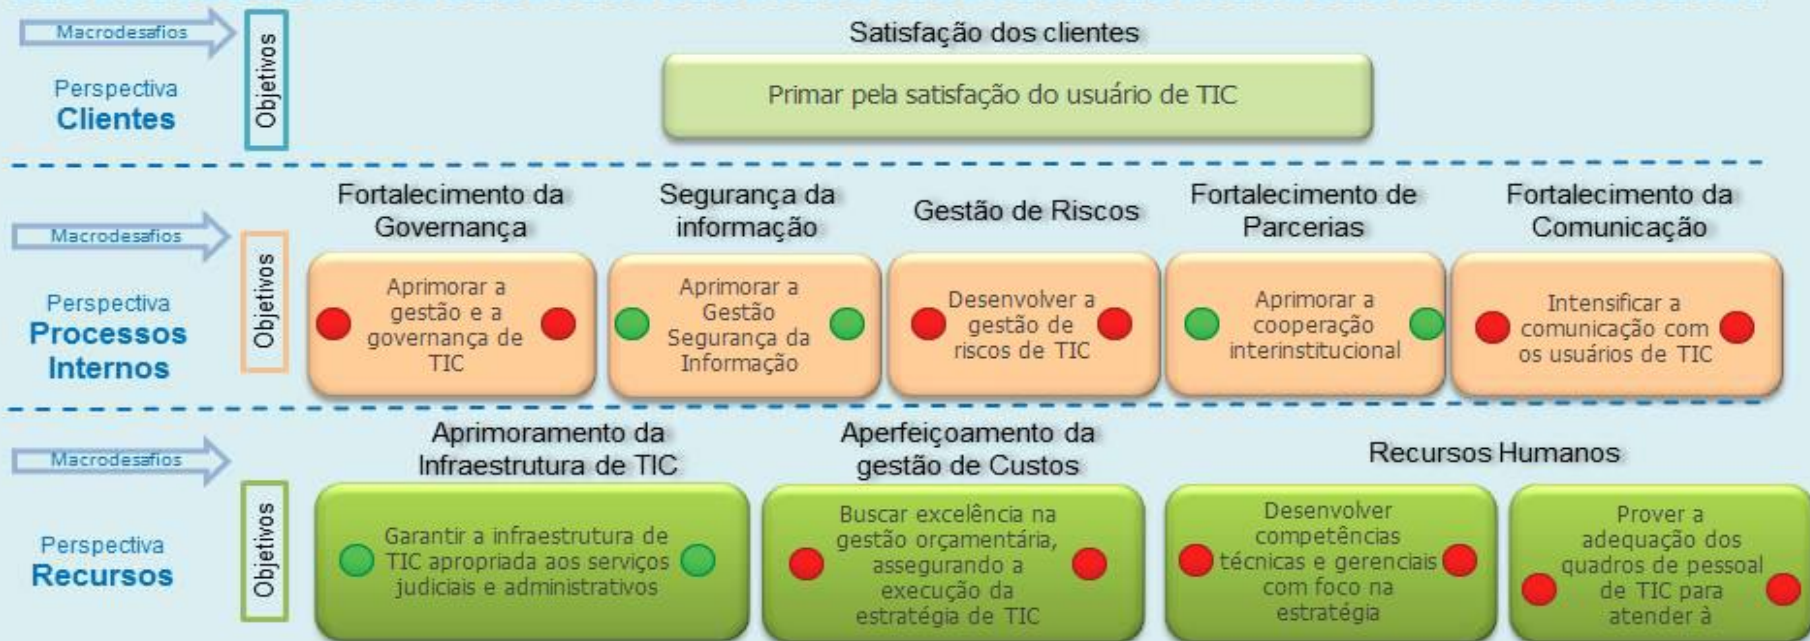 Macrodesafios
Perspectiva
Clientes
Objetivos
Satisfação dos clientes
Primar pela satisfação do usuário de TIC
Macrodesafios
Perspectiva
Processos
Internos
Objetivos
Fortalecimento da
Governança
Aprimorar a
gestão e a
governança de
TIC
Segurança da
informação
Aprimorar a
Gestão
Segurança da
Informação
Gestão de Riscos
Desenvolver a
gestão de
riscos de TIC
Fortalecimento de
Parcerias
Aprimorar a
cooperação
interinstitucional
Fortalecimento da
Comunicação
Intensificar a
comunicação com
os usuários de TIC
Macrodesafios
Perspectiva
Recursos
Objetivos
Aprimoramento da
Infraestrutura de TIC
Garantir a infraestrutura de
TIC apropriada aos serviços
judiciais e administrativos
Aperfeiçoamento da
gestão de Custos
Buscar excelência na
gestão orçamentária,
assegurando a
execução da
estratégia de TIC
Recursos Humanos
Desenvolver
competências
técnicas e gerenciais
com foco na
estratégia
Prover a
adequação dos
quadros de pessoal
de TIC para
atender à